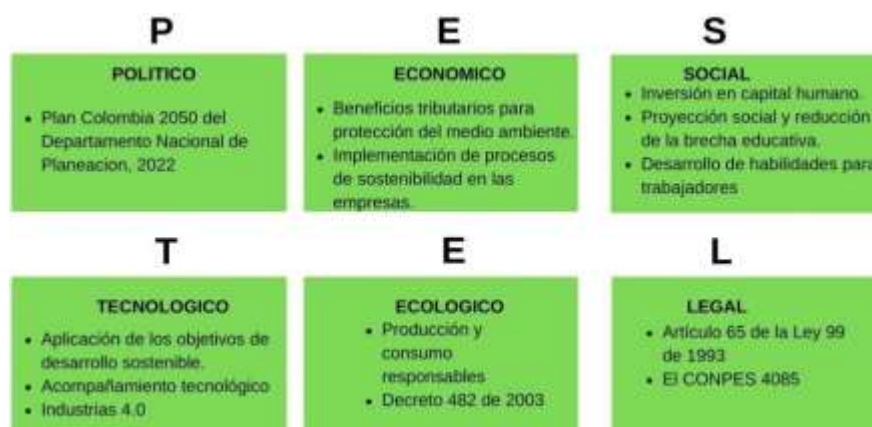 P
POLITICO
• Plan Colombia 2050 del
Departamento Nacional de
Planeacion, 2022
E
ECONOMICO
• Beneficios tributarios para
protección del medio ambiente.
• Implementación de procesos
de sostenibilidad en las
empresas.
S
SOCIAL
• Inversión en capital humano.
• Proyección social y reducción
de la brecha educativa.
• Desarrollo de habilidades para
trabajadores
T
TECNOLOGICO
• Aplicación de los objetivos de
desarrollo sostenible.
• Acompañamiento tecnológico
• Industrias 4.0
E
ECOLOGICO
• Producción y
consumo
responsables
• Decreto 482 de 2003
L
LEGAL
• Artículo 65 de la Ley 99
de 1993
• El CONPES 4085